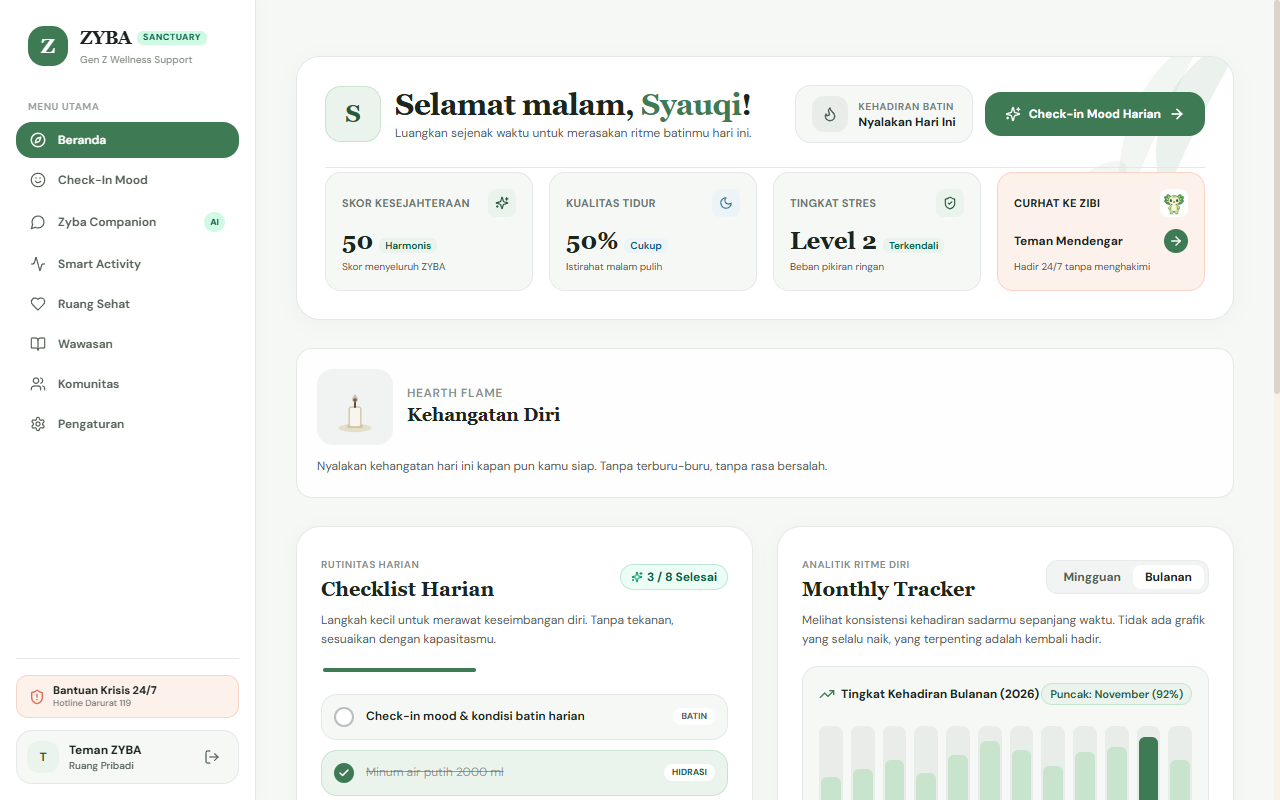 Z
ZYBA SANCTUARY
Gen Z Wellness Support
MENU UTAMA
Beranda
Check-In Mood
Zyba Companion AI
Smart Activity
Ruang Sehat
Wawasan
Komunitas
Pengaturan
Bantuan Krisis 24/7
Hotline Darurat 119
T
Teman ZYBA
Ruang Pribadi
S
Selamat malam, Syauqi!
Luangkan sejenak waktu untuk merasakan ritme batinmu hari ini.
KEHADIRAN BATIN
Nyalakan Hari Ini
Check-in Mood Harian
SKOR KESEJAHTERAAN
50 Harmonis
Skor menyeluruh ZYBA
KUALITAS TIDUR
50% Cukup
Istirahat malam pulih
TINGKAT STRES
Level 2 Terkendali
Beban pikiran ringan
CURHAT KE ZIBI
Teman Mendengar
Hadir 24/7 tanpa menghakimi
HEARTH FLAME
Kehangatan Diri
Nyalakan kehangatan hari ini kapan pun kamu siap. Tanpa terburu-buru, tanpa rasa bersalah.
RUTINITAS HARIAN
Checklist Harian
3 / 8 Selesai
Langkah kecil untuk merawat keseimbangan diri. Tanpa tekanan,
sesuaikan dengan kapasitasmu.
Check-in mood & kondisi batin harian BATIN
Minum air putih 2000 ml HIDRASI
ANALITIK RITME DIRI
Monthly Tracker
Mingguan Bulanan
Melihat konsistensi kehadiran sadarmu sepanjang waktu. Tidak ada grafik
yang selalu naik, yang terpenting adalah kembali hadir.
Tingkat Kehadiran Bulanan (2026) Puncak: November (92%)